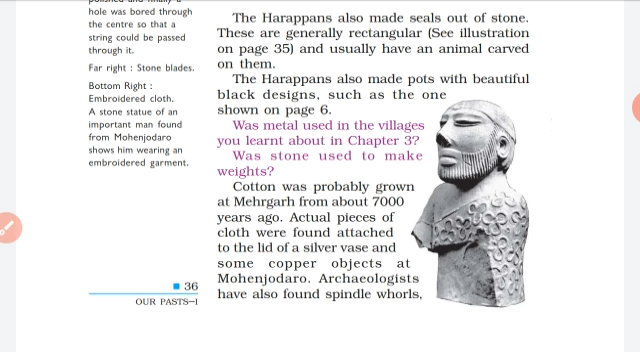 hole was bored through
the centre so that a
string could be passed
through it.
Far right : Stone blades.
Bottom Right :
Embroidered cloth.
A stone statue of an
important man found
from Mohenjodaro
shows him wearing an
embroidered garment.
36
OUR PASTS–I
The Harappans also made seals out of stone.
These are generally rectangular (See illustration
on page 35) and usually have an animal carved
on them.
The Harappans also made pots with beautiful
black designs, such as the one
shown on page 6.
Was metal used in the villages
you learnt about in Chapter 3?
Was stone used to make
weights?
Cotton was probably grown
at Mehrgarh from about 7000
years ago. Actual pieces of
cloth were found attached
to the lid of a silver vase and
some copper objects at
Mohenjodaro. Archaeologists
have also found spindle whorls,